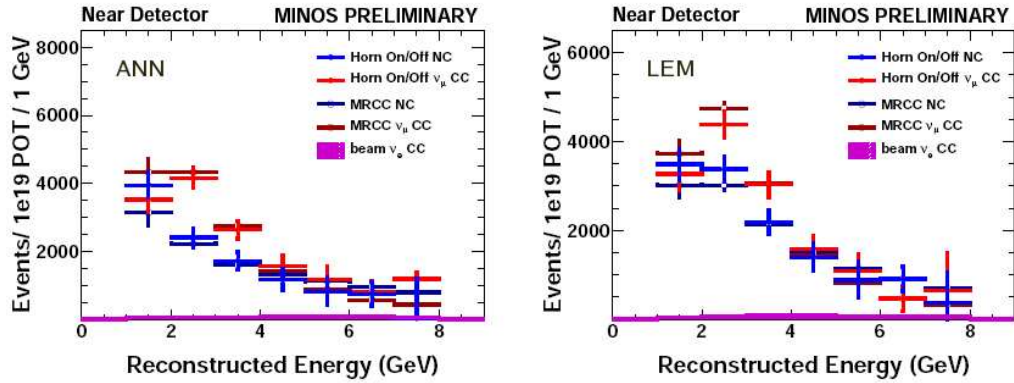 Near Detector MINOS PRELIMINARY
8000
6000
4000
2000
ANN
Horn On/Off NC
Horn On/Off νμ CC
MRCC NC
MRCC νμ CC
beam νe CC
Events/ 1e19 POT / 1 GeV
0 2 4 6 8
Reconstructed Energy (GeV)
Near Detector MINOS PRELIMINARY
6000
4000
2000
LEM
Horn On/Off NC
Horn On/Off νμ CC
MRCC NC
MRCC νμ CC
beam νe CC
Events/ 1e19 POT / 1 GeV
0 2 4 6 8
Reconstructed Energy (GeV)